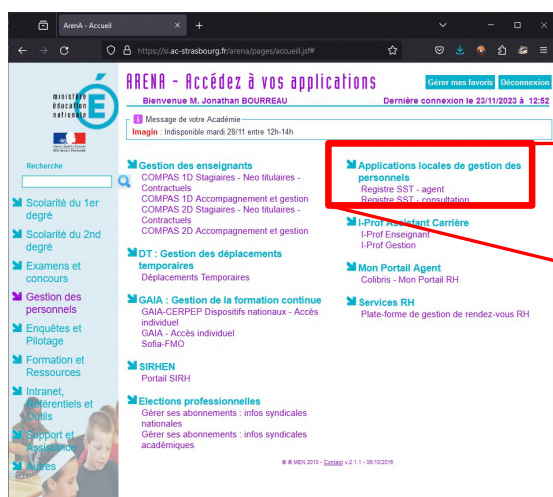 ArenA - Accueil
https://si.ac-strasbourg.fr/arena/pages/accueill.jsf#
ministère
éducation
nationale
ARENA - Accédez à vos applications
Gérer mes favoris
Déconnexion
Bienvenue M. Jonathan BOURREAU
Dernière connexion le 23/11/2023 à 12:52
Message de votre Académie
Imagin : Indisponible mardi 28/11 entre 12h-14h
Recherche
Scolarité du 1er
degré
Scolarité du 2nd
degré
Examens et
concours
Gestion des
personnels
Enquêtes et
Pilotage
Formation et
Ressources
Intranet,
Référentiels et
Outils
Support et
Assistance
Autres
Gestion des enseignants
COMPAS 1D Stagiaires - Neo titulaires -
Contractuels
COMPAS 1D Accompagnement et gestion
COMPAS 2D Stagiaires - Neo titulaires -
Contractuels
COMPAS 2D Accompagnement et gestion
DT : Gestion des déplacements
temporaires
Déplacements Temporaires
GAIA : Gestion de la formation continue
GAIA-CERPEP Dispositifs nationaux - Accès
individuel
GAIA - Accès individuel
Sofia-FMO
SIRHEN
Portail SIRH
Elections professionnelles
Gérer ses abonnements : infos syndicales
nationales
Gérer ses abonnements : infos syndicales
académiques
Applications locales de gestion des
personnels
Registre SST - agent
Registre SST - consultation
I-Prof Assistant Carrière
I-Prof Enseignant
I-Prof Gestion
Mon Portail Agent
Colibris - Mon Portail RH
Services RH
Plate-forme de gestion de rendez-vous RH
© MEN 2010 - Contact v.2.1.1 - 06/10/2016